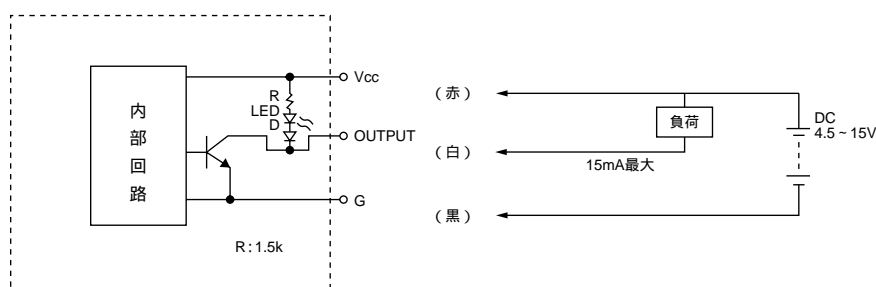 Vcc
R
LED
D
OUTPUT
内部回路
G
R:1.5k
（赤）
（白）
（黒）
負荷
15mA最大
DC
4.5~15V